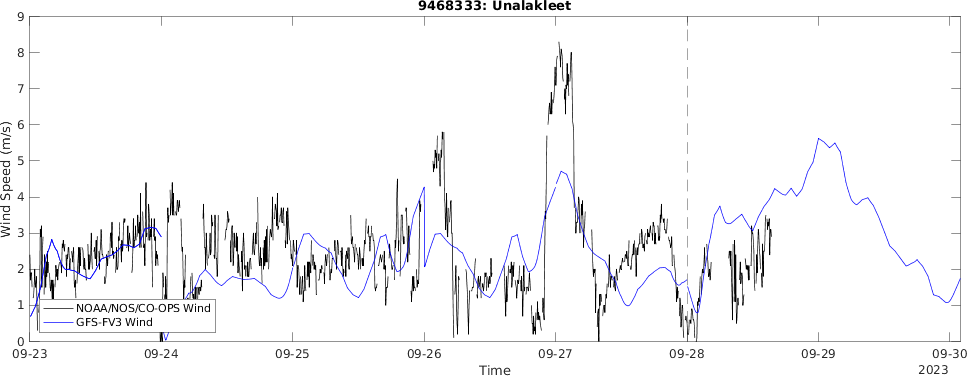 9468333: Unalakleet
Wind Speed (m/s)
9
8
7
6
5
4
3
2
1
0
NOAA/NOS/CO-OPS Wind
GFS-FV3 Wind
09-23 09-24 09-25 09-26 09-27 09-28 09-29 09-30
Time
2023